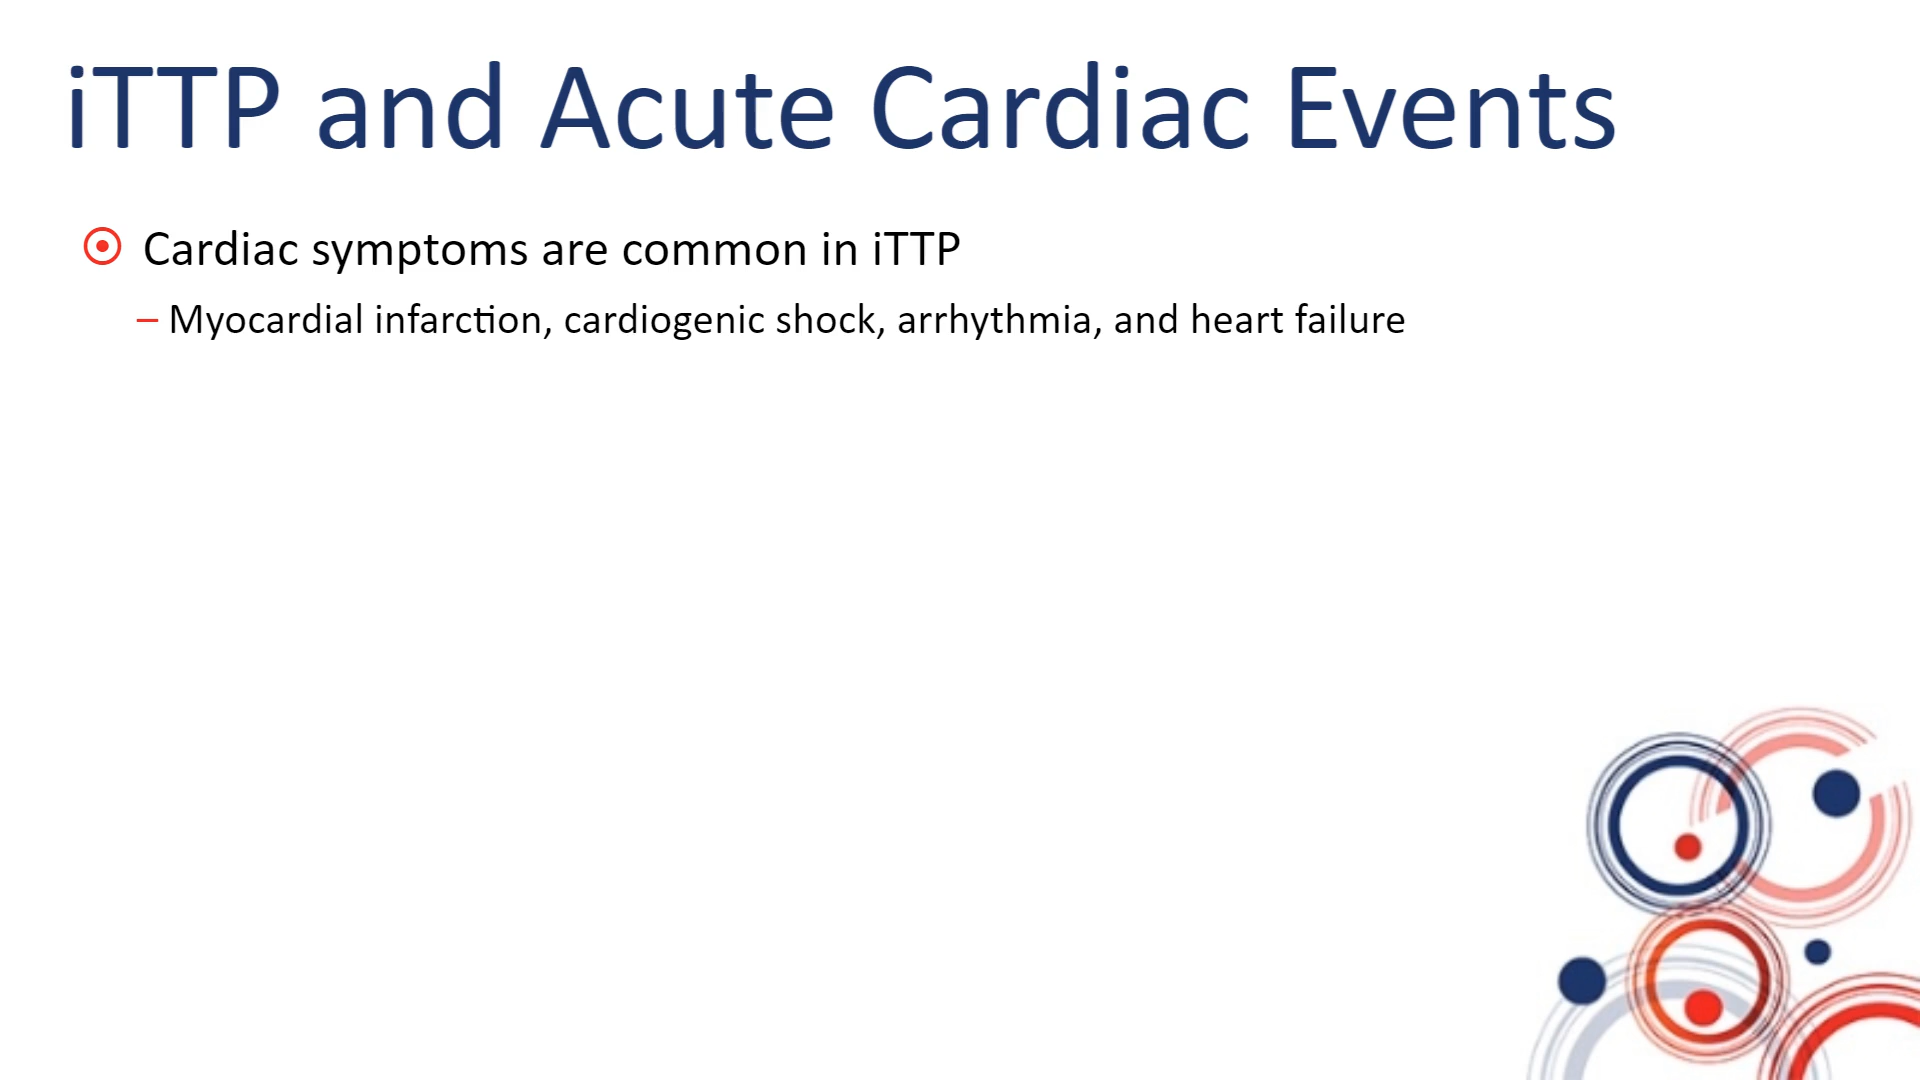 iTTP and Acute Cardiac Events
Cardiac symptoms are common in iTTP
– Myocardial infarction, cardiogenic shock, arrhythmia, and heart failure